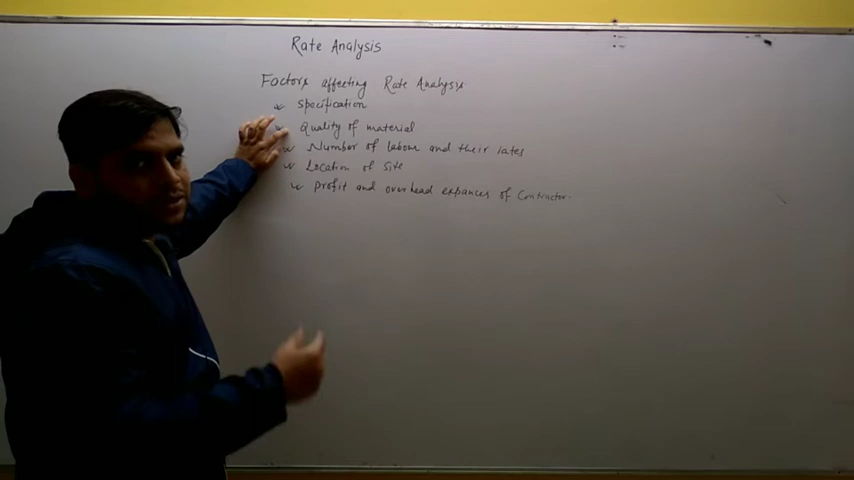 Rate Analysis
Factors affecting Rate Analysis
Specification
Quality of material
Number of labour and their rates
Location of Site
Profit and overhead expances of Contractor.